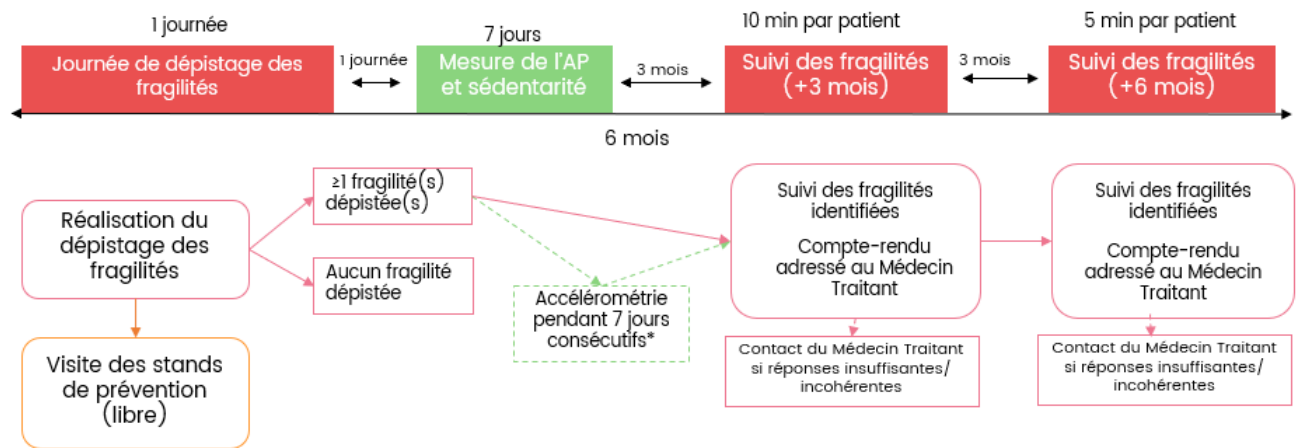 1 journée
7 jours
10 min par patient
5 min par patient
Journée de dépistage des
fragilités
1 journée
Mesure de l'AP
et sédentarité
3 mois
Suivi des fragilités
(+3 mois)
3 mois
Suivi des fragilités
(+6 mois)
6 mois
Réalisation du
dépistage des
fragilités
≥1 fragilité(s)
dépistée(s)
Aucun fragilité
dépistée
Visite des stands
de prévention
(libre)
Accélérométrie
pendant 7 jours
consécutifs*
Suivi des fragilités
identifiées
Compte-rendu
adressé au Médecin
Traitant
Contact du Médecin Traitant
si réponses insuffisantes/
incohérentes
Suivi des fragilités
identifiées
Compte-rendu
adressé au Médecin
Traitant
Contact du Médecin Traitant
si réponses insuffisantes/
incohérentes